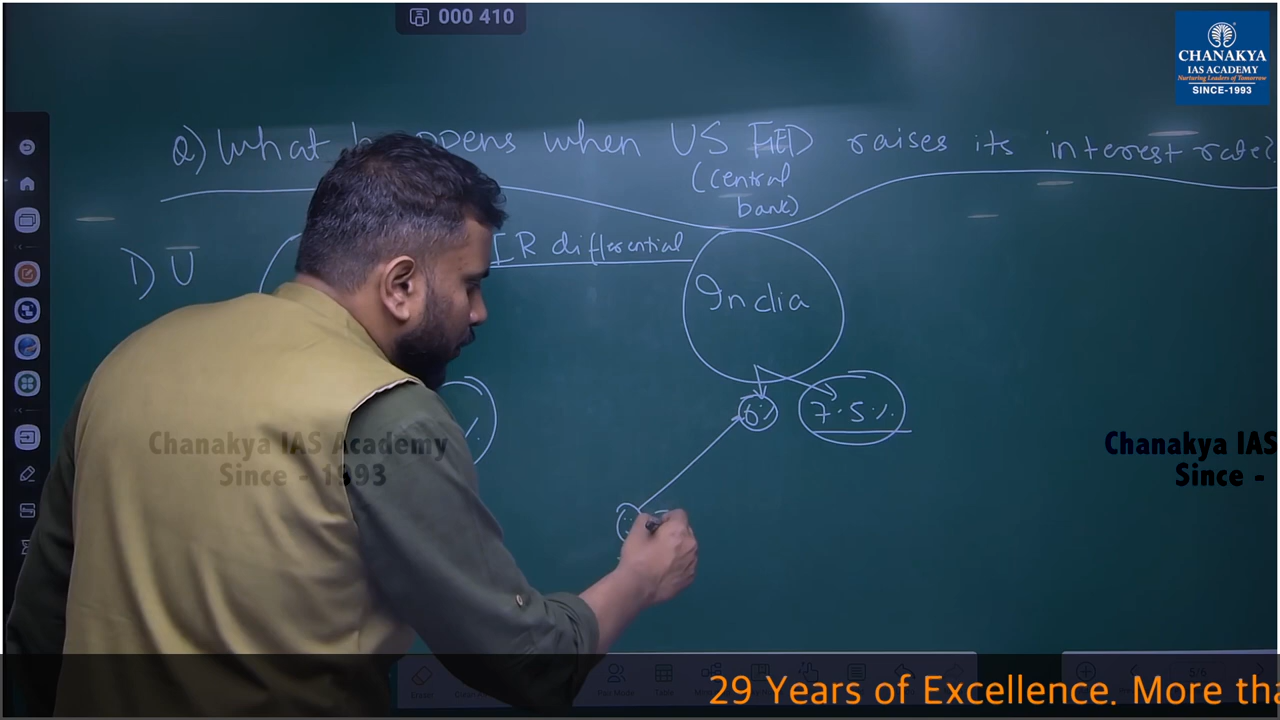 000 410
CHANAKYA
IAS ACADEMY
Nurturing Leaders of Tomorrow
SINCE-1993
Q) What happens when US FED raises its interest rate?
(central
bank)
1) U
IR differential
India
6%
7.5%
Chanakya IAS Academy
Since - 1993
Chanakya IAS
Since -
29 Years of Excellence. More tha